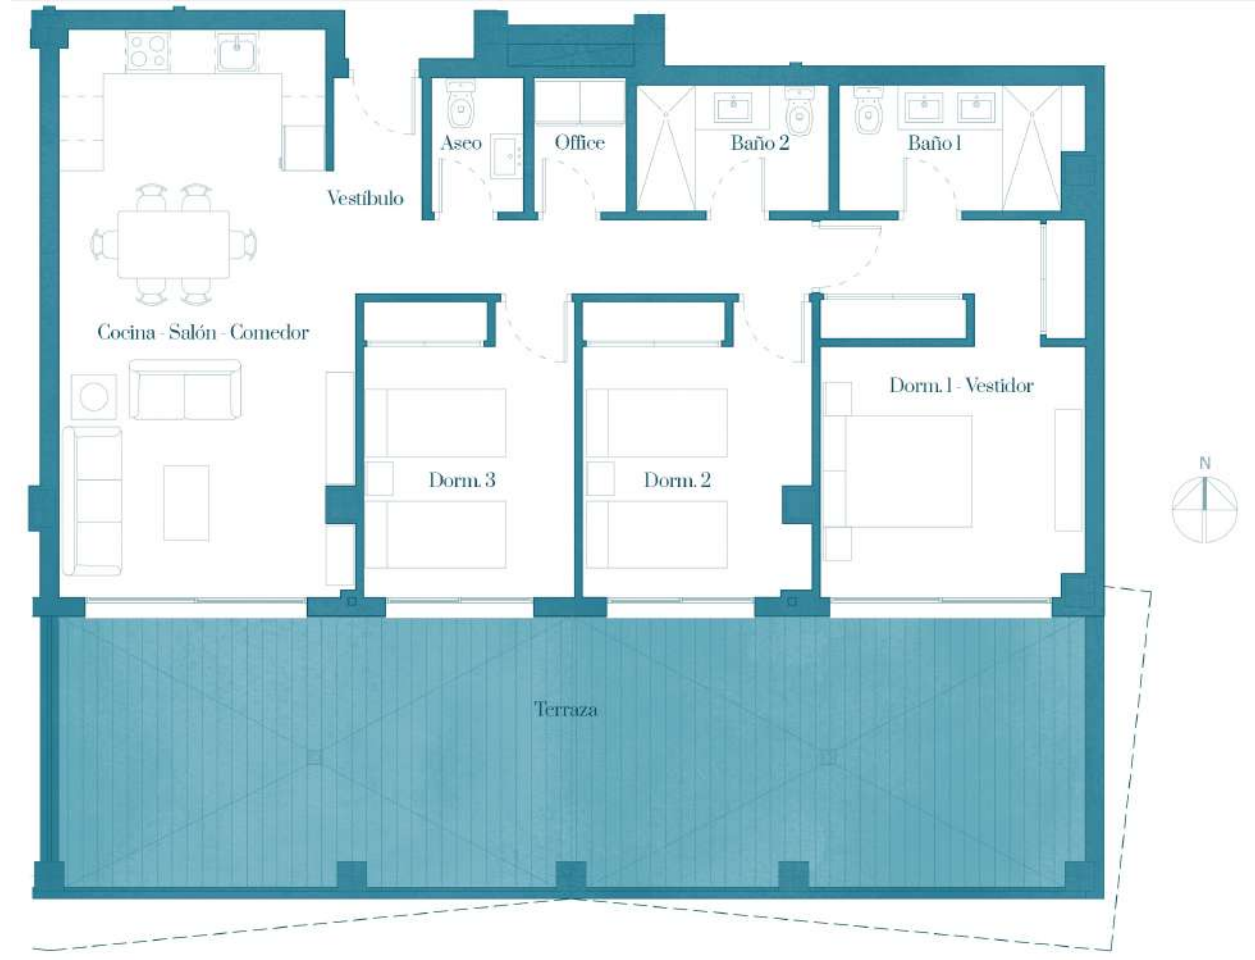 Aseo
Office
Baño 2
Baño 1
Vestíbulo
Cocina - Salón - Comedor
Dorm. 1 - Vestidor
Dorm. 3
Dorm. 2
N
Terraza